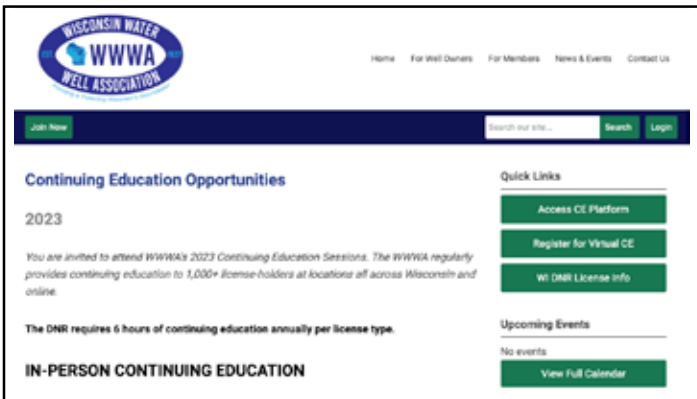 WISCONSIN WATER
WWWA
WELL ASSOCIATION
Home For Well Owners For Members News & Events Contact Us
Join Now
Search our site... Search Login
Continuing Education Opportunities
2023
You are invited to attend WWWA's 2023 Continuing Education Sessions. The WWWA regularly
provides continuing education to 1,000+ license-holders at locations all across Wisconsin and
online.
The DNR requires 6 hours of continuing education annually per license type.
IN-PERSON CONTINUING EDUCATION
Quick Links
Access CE Platform
Register for Virtual CE
WI DNR License Info
Upcoming Events
No events
View Full Calendar